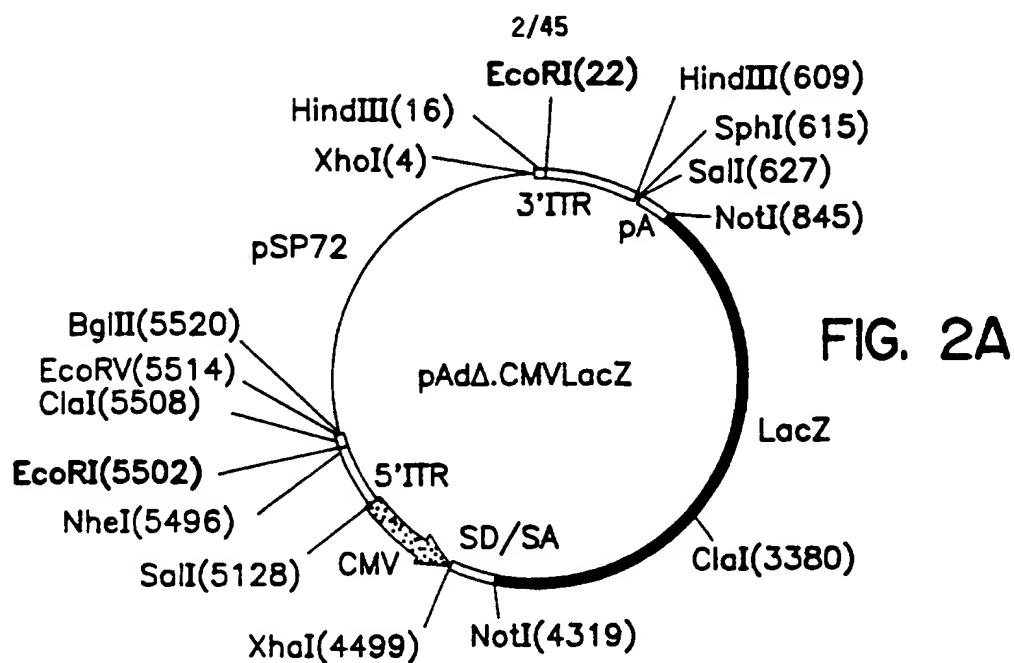 2/45
EcoRI(22)
HindIII(16)
XhoI(4)
HindIII(609)
SphI(615)
SalI(627)
NotI(845)
3'ITR
pA
pSP72
BglII(5520)
EcoRV(5514)
ClaI(5508)
EcoRI(5502)
NheI(5496)
SalI(5128)
pAdΔ.CMVLacZ
FIG. 2A
LacZ
5'ITR
CMV
SD/SA
ClaI(3380)
XhaI(4499)
NotI(4319)